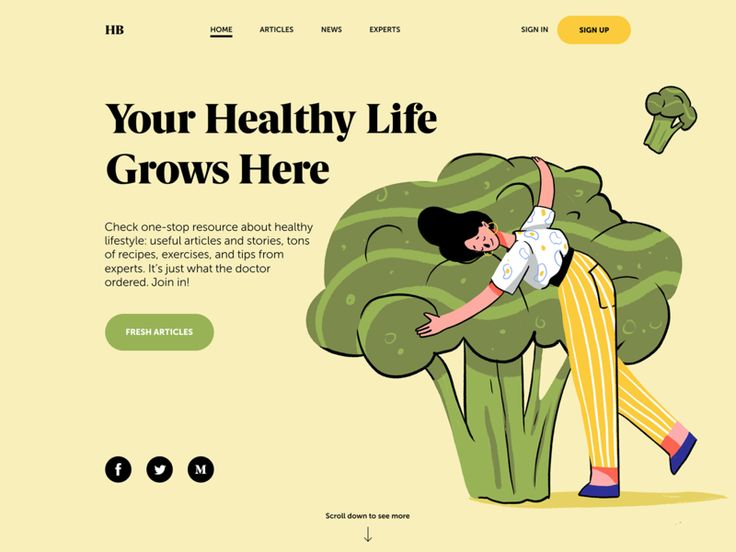 HB
HOME
ARTICLES
NEWS
EXPERTS
SIGN IN
SIGN UP
Your Healthy Life
Grows Here
Check one-stop resource about healthy
lifestyle: useful articles and stories, tons
of recipes, exercises, and tips from
experts. It's just what the doctor
ordered. Join in!
FRESH ARTICLES
f
M
Scroll down to see more